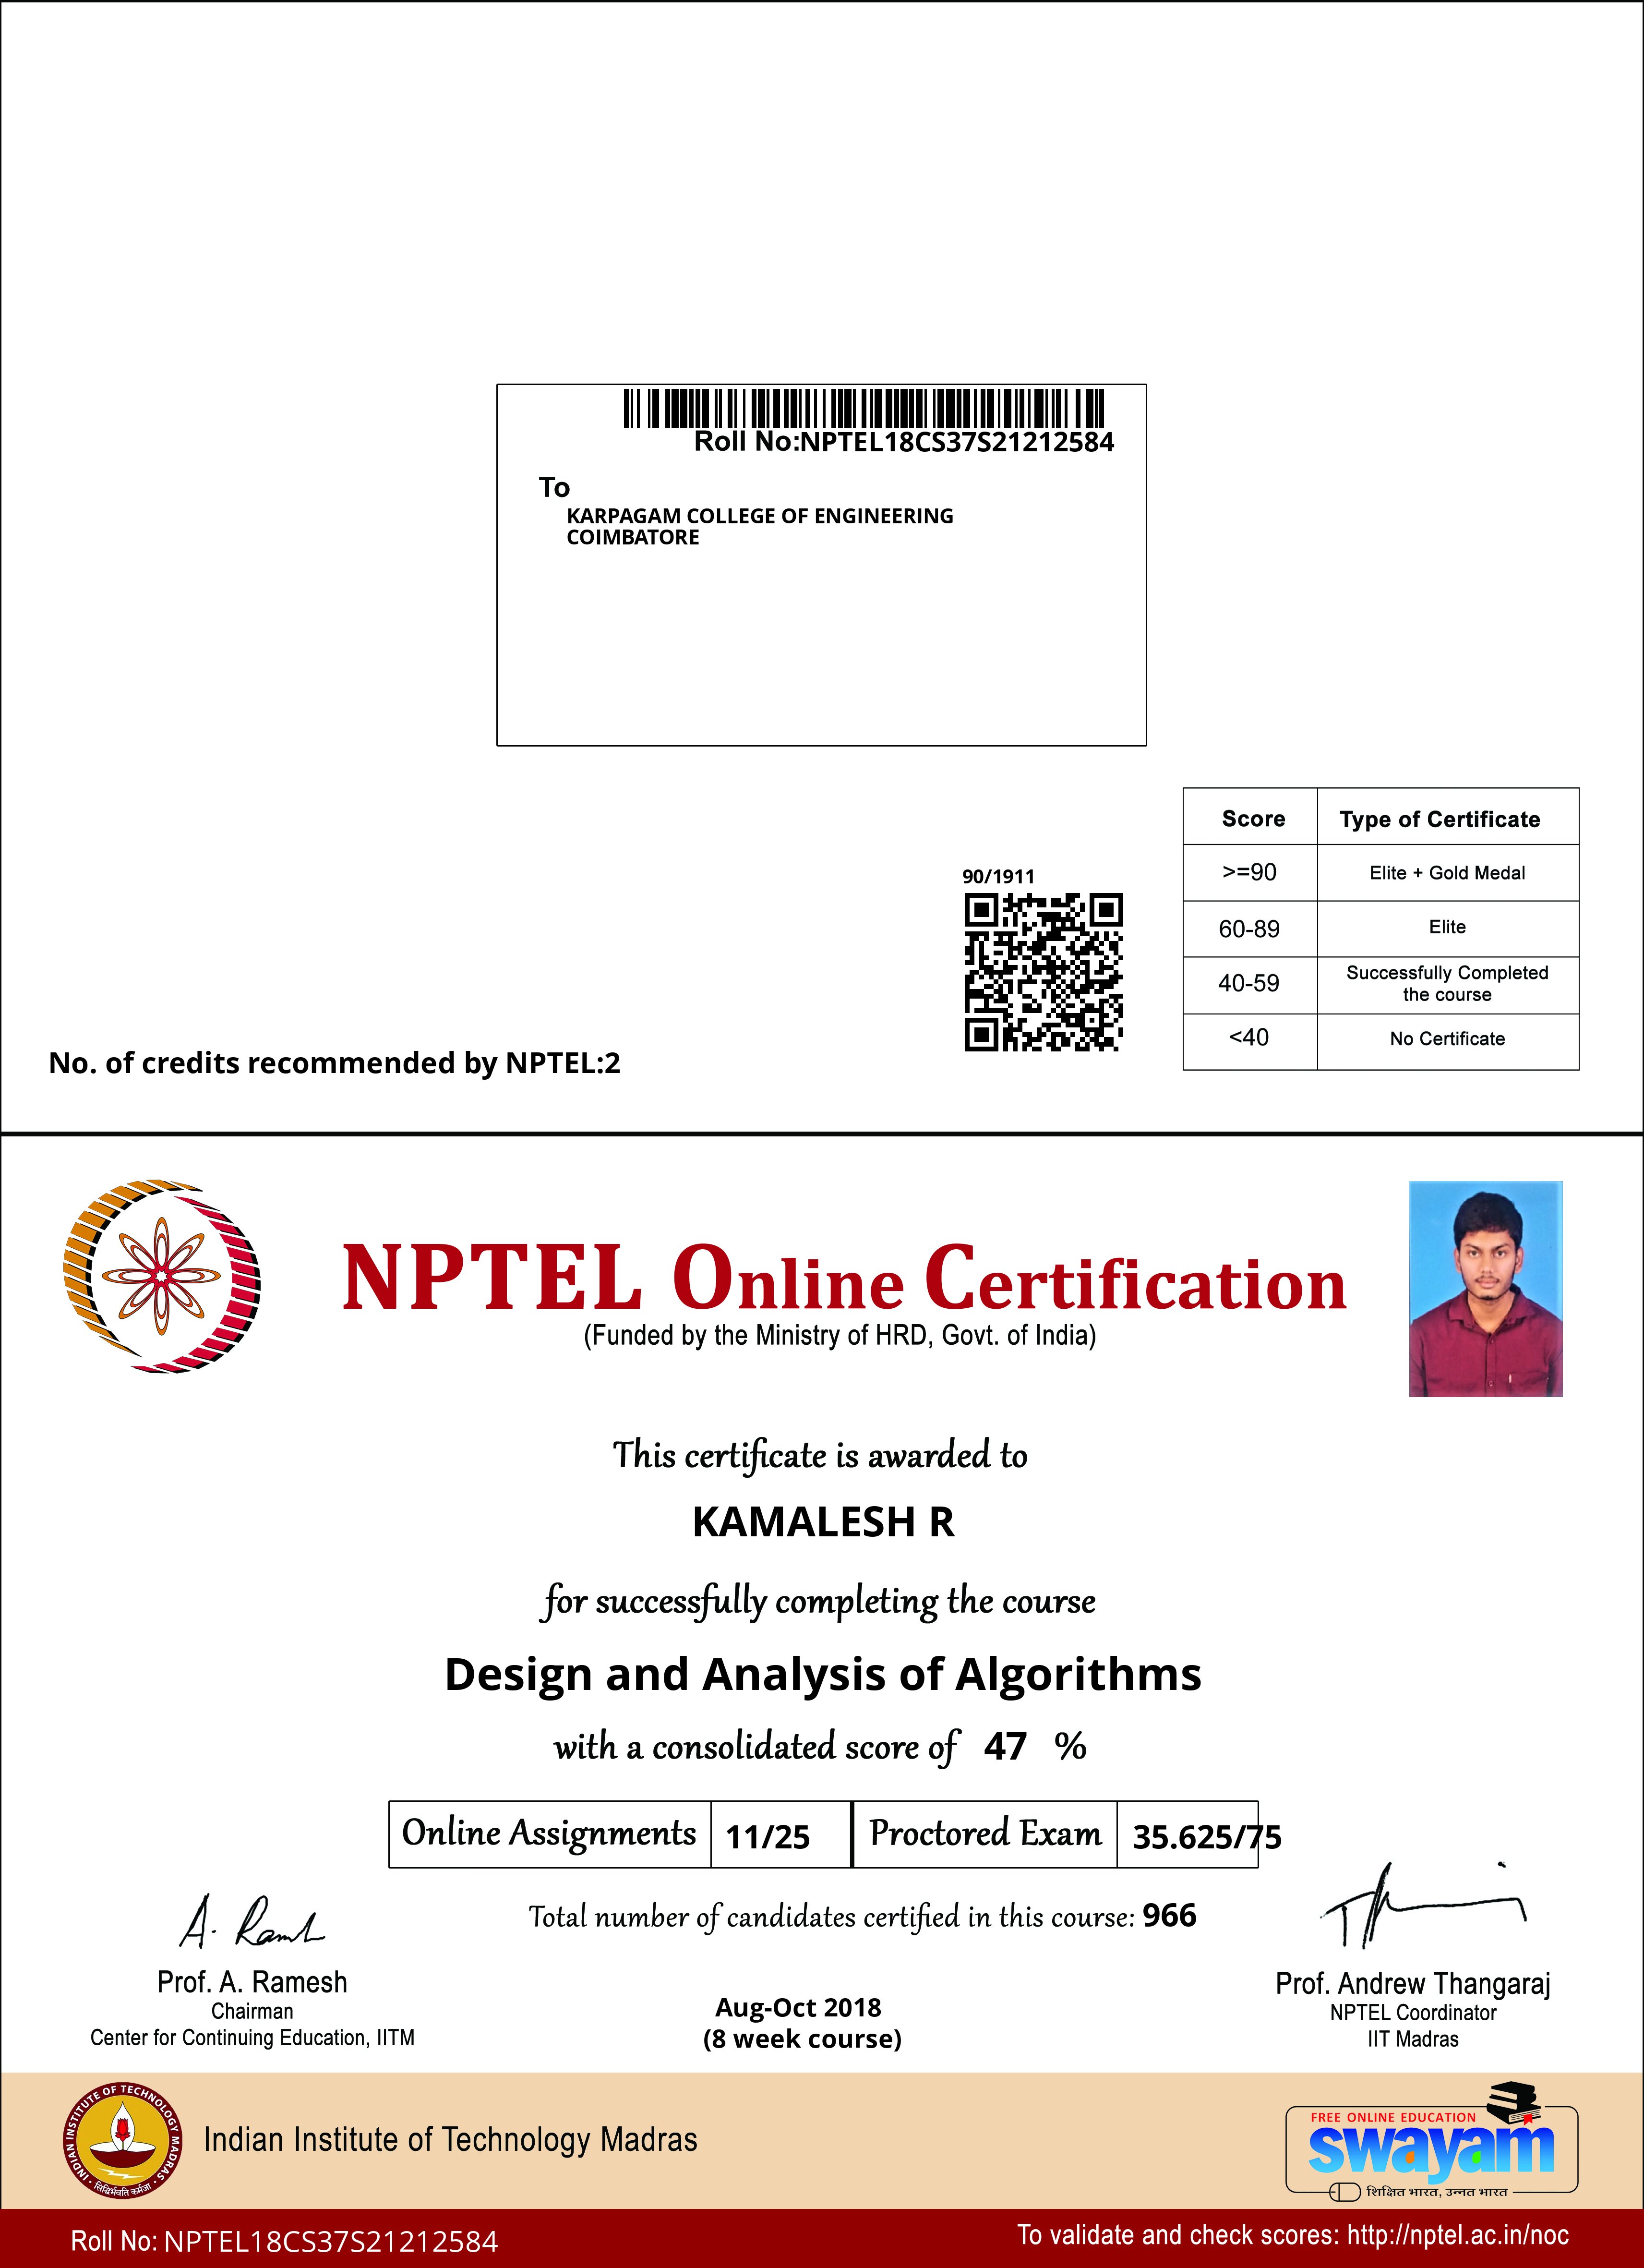 Roll No:NPTEL18CS37S21212584
To
KARPAGAM COLLEGE OF ENGINEERING
COIMBATORE
Score Type of Certificate
>=90 Elite + Gold Medal
60-89 Elite
40-59 Successfully Completed the course
<40 No Certificate
90/1911
No. of credits recommended by NPTEL:2
NPTEL Online Certification
(Funded by the Ministry of HRD, Govt. of India)
This certificate is awarded to
KAMALESH R
for successfully completing the course
Design and Analysis of Algorithms
with a consolidated score of 47 %
Online Assignments 11/25 Proctored Exam 35.625/75
Total number of candidates certified in this course: 966
A. Ramesh
Prof. A. Ramesh
Chairman
Center for Continuing Education, IITM
Aug-Oct 2018
(8 week course)
Prof. Andrew Thangaraj
NPTEL Coordinator
IIT Madras
INDIAN INSTITUTE OF TECHNOLOGY MADRAS
सिद्धिर्भवति कर्मजा
Indian Institute of Technology Madras
FREE ONLINE EDUCATION
swayam
शिक्षित भारत, उन्नत भारत
Roll No: NPTEL18CS37S21212584
To validate and check scores: http://nptel.ac.in/noc